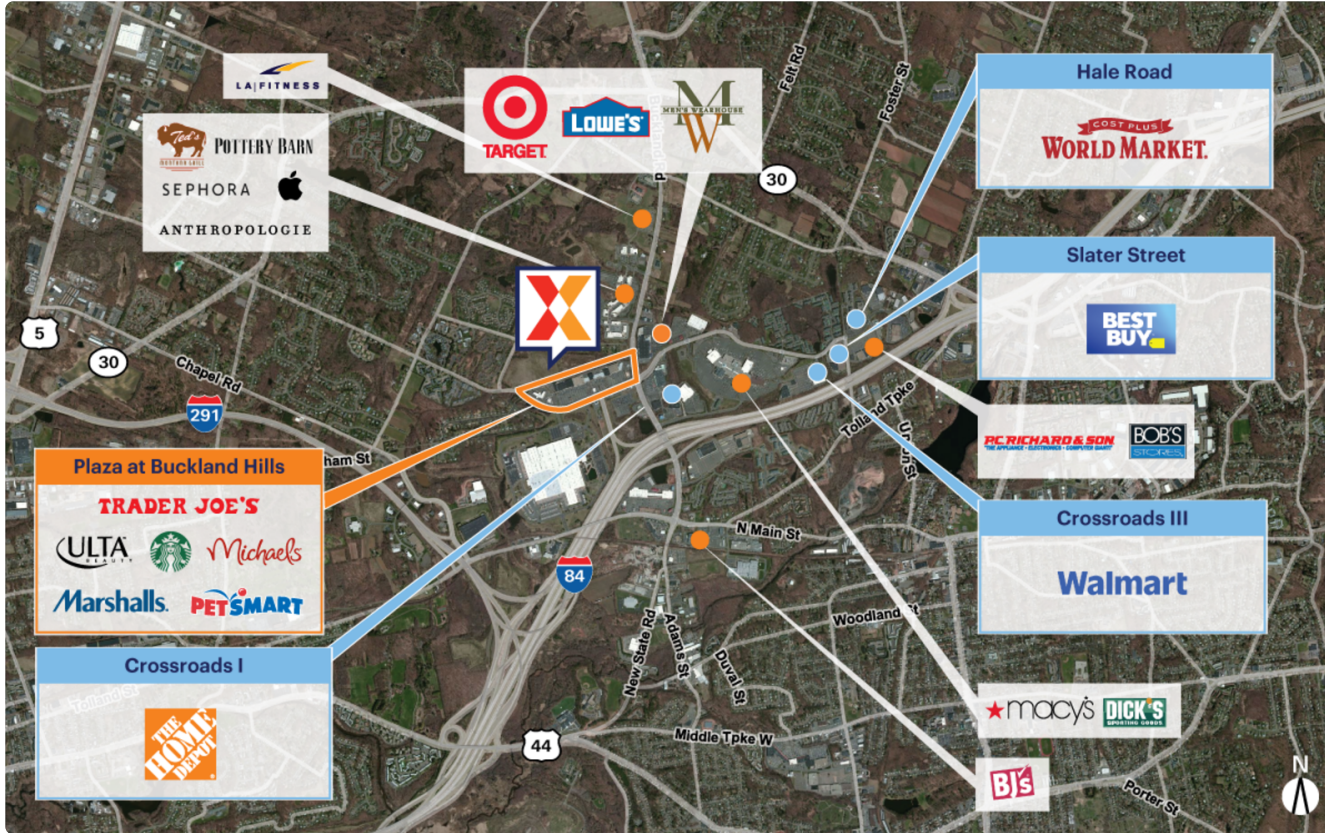 LA|FITNESS
Ted's
MONTANA GRILL
POTTERY BARN
SEPHORA
ANTHROPOLOGIE
TARGET
LOWE'S
M
MEN'S WEARHOUSE
W
Felt Rd
Foster St
30
Hale Road
COST PLUS
WORLD MARKET.
Slater Street
BEST
BUY
5
30
Chapel Rd
291
Tolland Tpke
P.C. RICHARD & SON
THE APPLIANCE • ELECTRONICS • COMPUTER GIANT!
BOB'S
STORES
Plaza at Buckland Hills
TRADER JOE'S
ULTA
BEAUTY
Michaels
Marshalls.
PETSMART
ham St
N Main St
84
Crossroads III
Walmart
Woodland St
New State Rd
Adams St
Duval St
Crossroads I
Tolland St
THE
HOME
DEPOT
44
Middle Tpke W
macy's
DICK'S
SPORTING GOODS
BJ's
Porter St
N